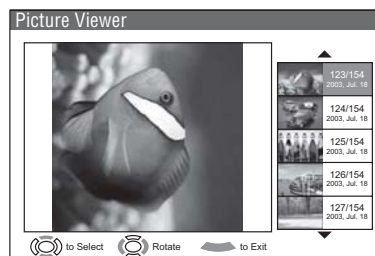 Picture Viewer
123/154
2003, Jul. 18
124/154
2003, Jul. 18
125/154
2003, Jul. 18
126/154
2003, Jul. 18
127/154
2003, Jul. 18
to Select Rotate to Exit